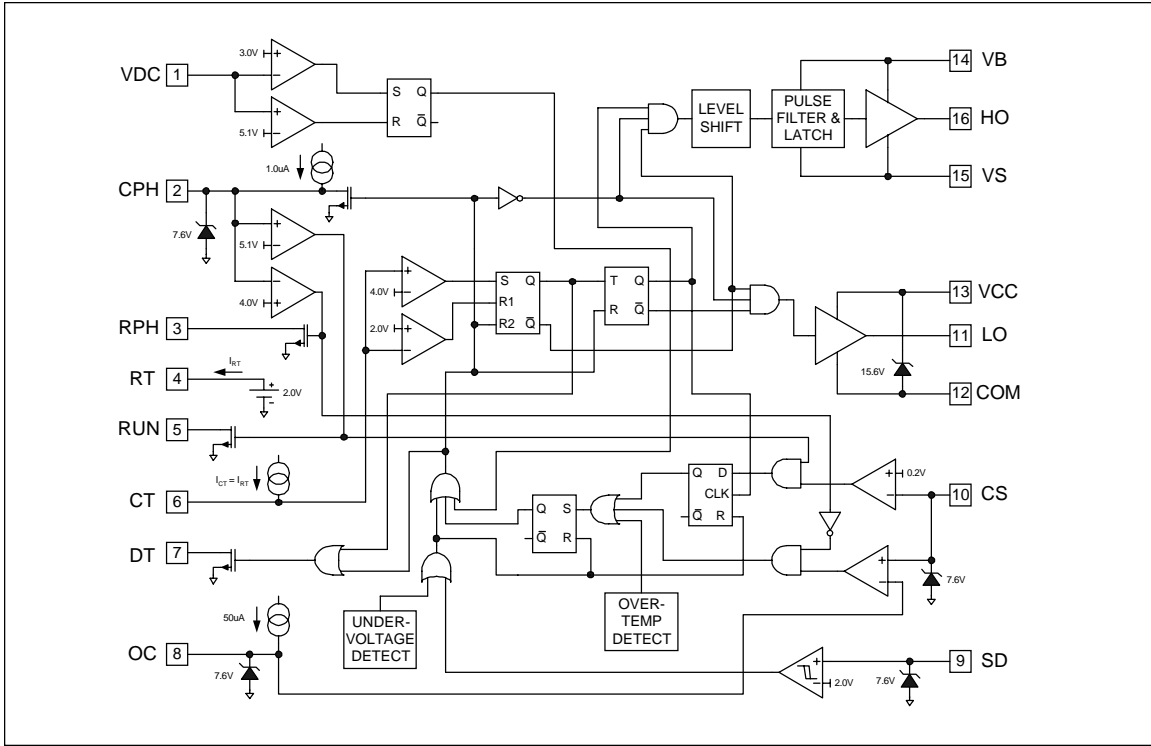 3.0V
VDC 1
5.1V
S Q
R Q̅
LEVEL
SHIFT
PULSE
FILTER &
LATCH
14 VB
16 HO
15 VS
1.0uA
CPH 2
7.6V
5.1V
4.0V
RPH 3
4.0V
2.0V
S Q
R1
R2 Q̅
T Q
R Q̅
13 VCC
11 LO
15.6V
12 COM
IRT
RT 4
2.0V
RUN 5
ICT = IRT
CT 6
DT 7
Q S
Q̅ R
Q D
CLK
Q̅ R
0.2V
10 CS
7.6V
UNDER-
VOLTAGE
DETECT
OVER-
TEMP
DETECT
50uA
OC 8
7.6V
2.0V
7.6V
9 SD